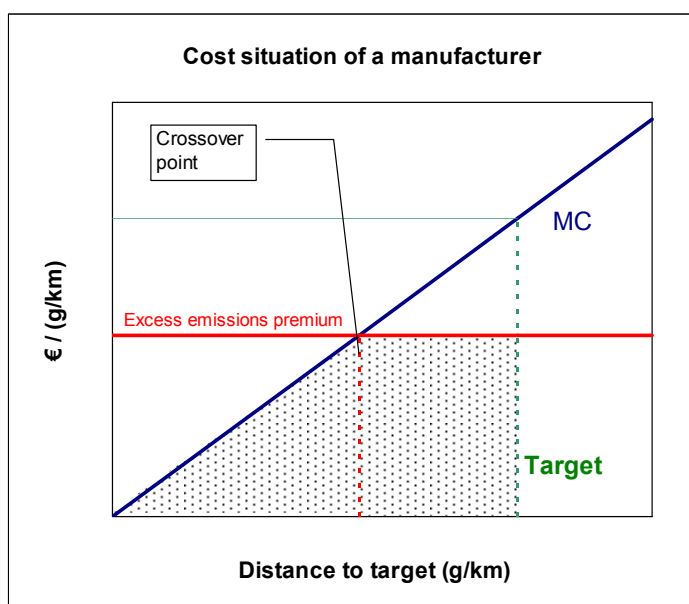 Cost situation of a manufacturer
Crossover
point
MC
€ / (g/km)
Excess emissions premium
Target
Distance to target (g/km)